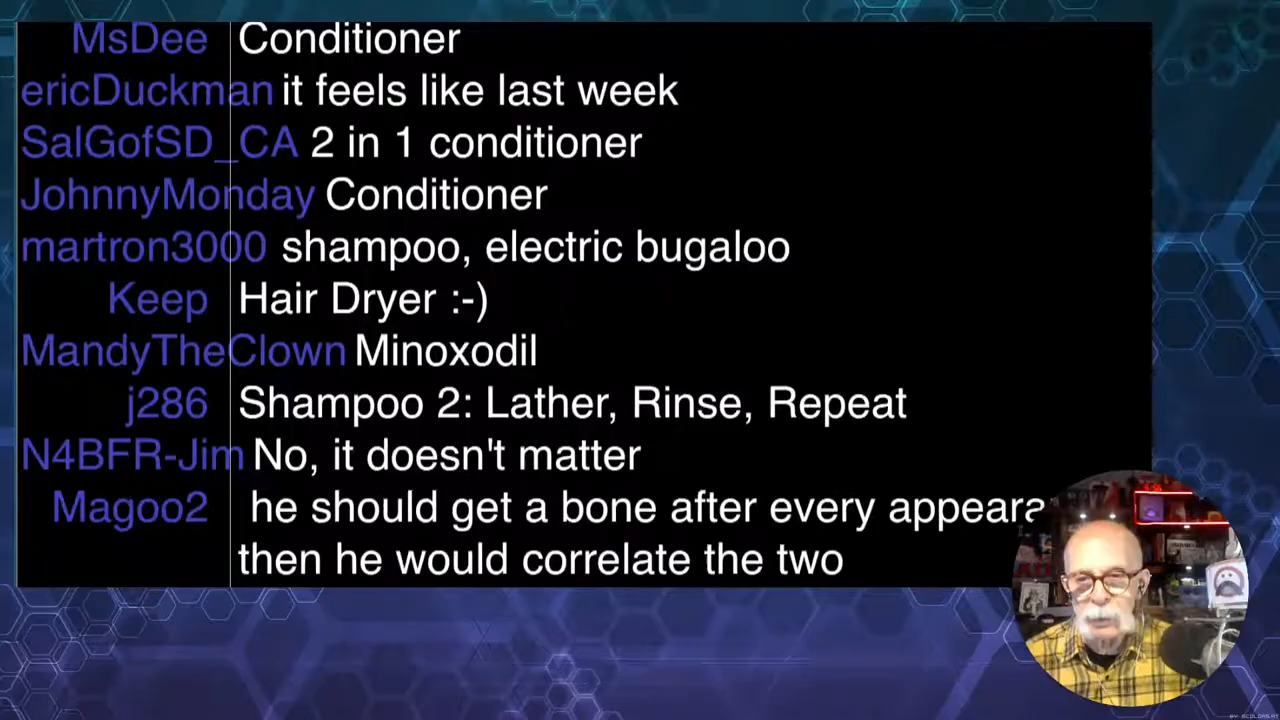 MsDee Conditioner
ericDuckman it feels like last week
SalGofSD_CA 2 in 1 conditioner
JohnnyMonday Conditioner
martron3000 shampoo, electric bugaloo
Keep Hair Dryer :-)
MandyTheClown Minoxodil
j286 Shampoo 2: Lather, Rinse, Repeat
N4BFR-Jim No, it doesn't matter
Magoo2 he should get a bone after every appeara
then he would correlate the two